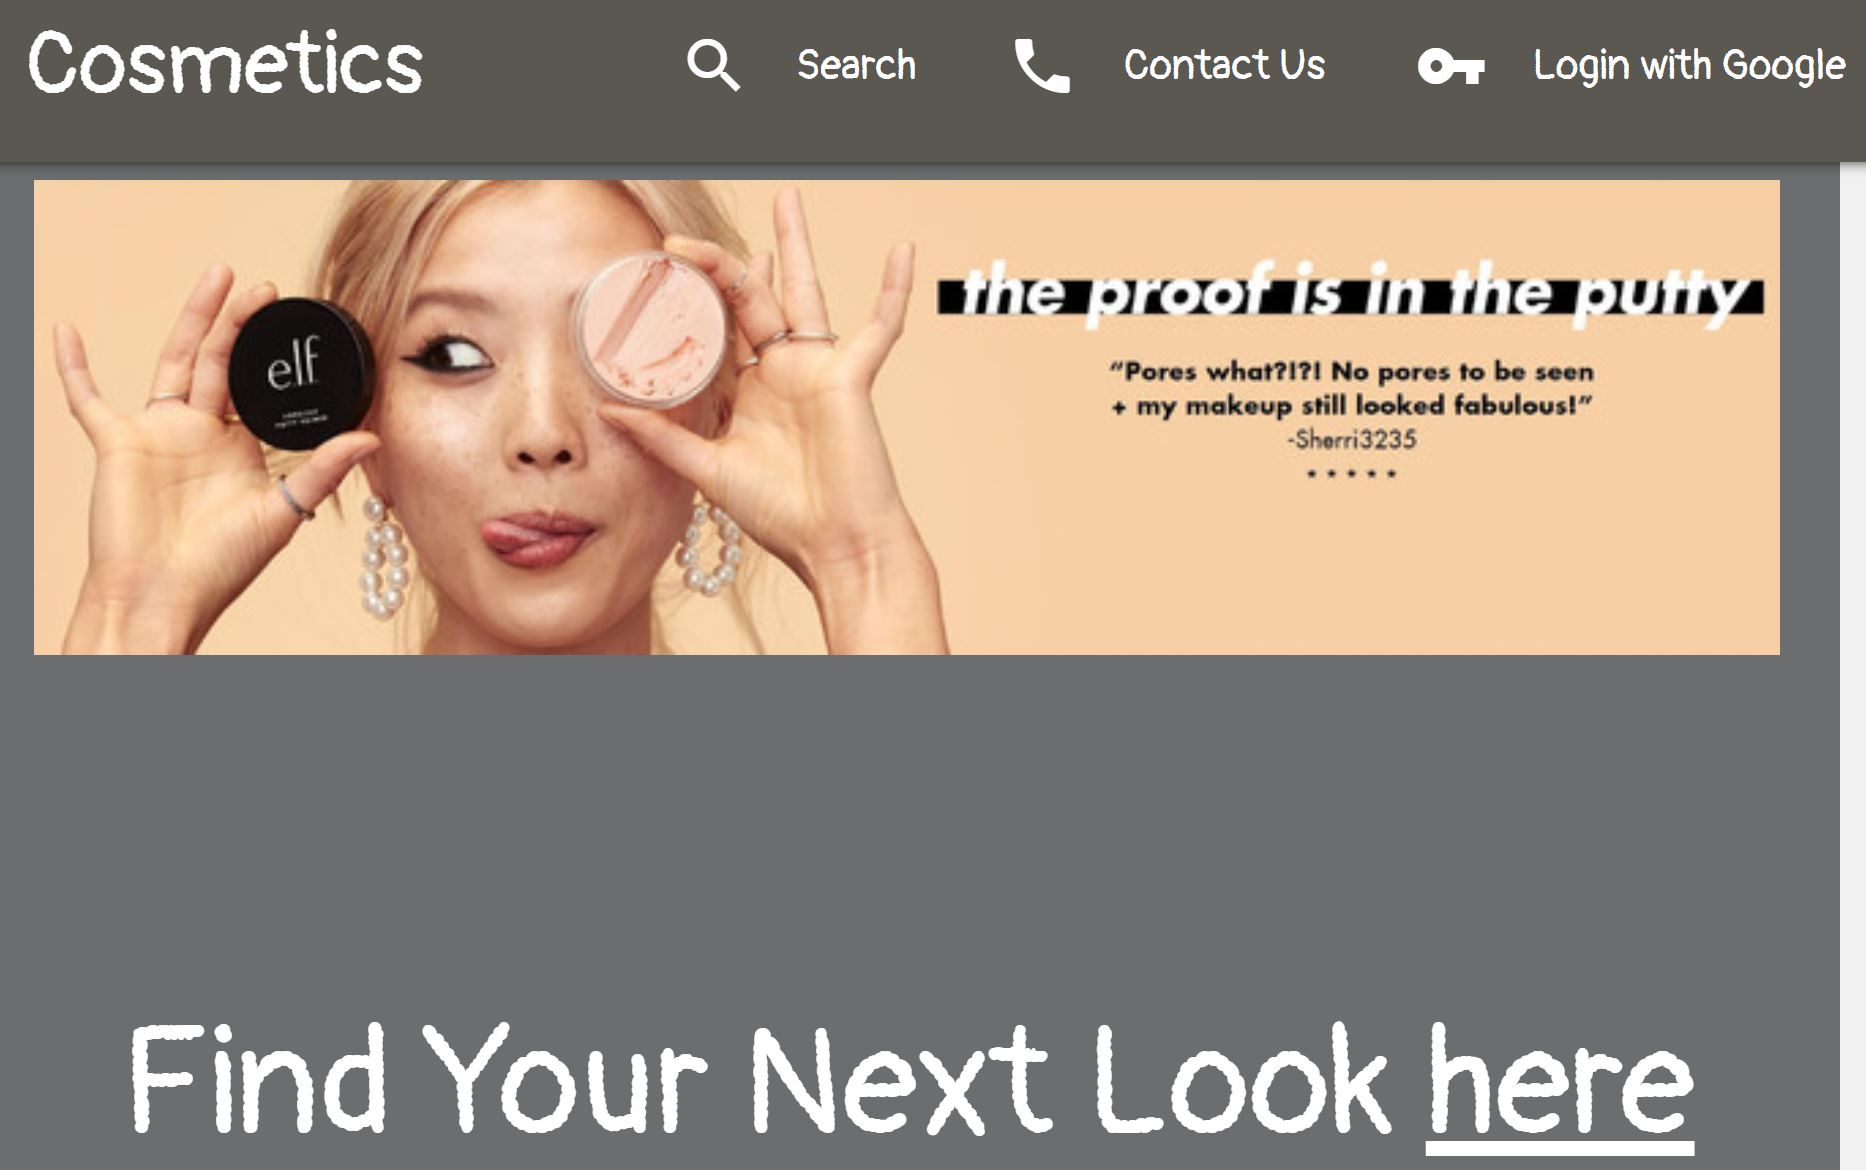 Cosmetics
Search
Contact Us
Login with Google
elf
the proof is in the putty
“Pores what?!?! No pores to be seen
+ my makeup still looked fabulous!”
-Sherri3235
Find Your Next Look here